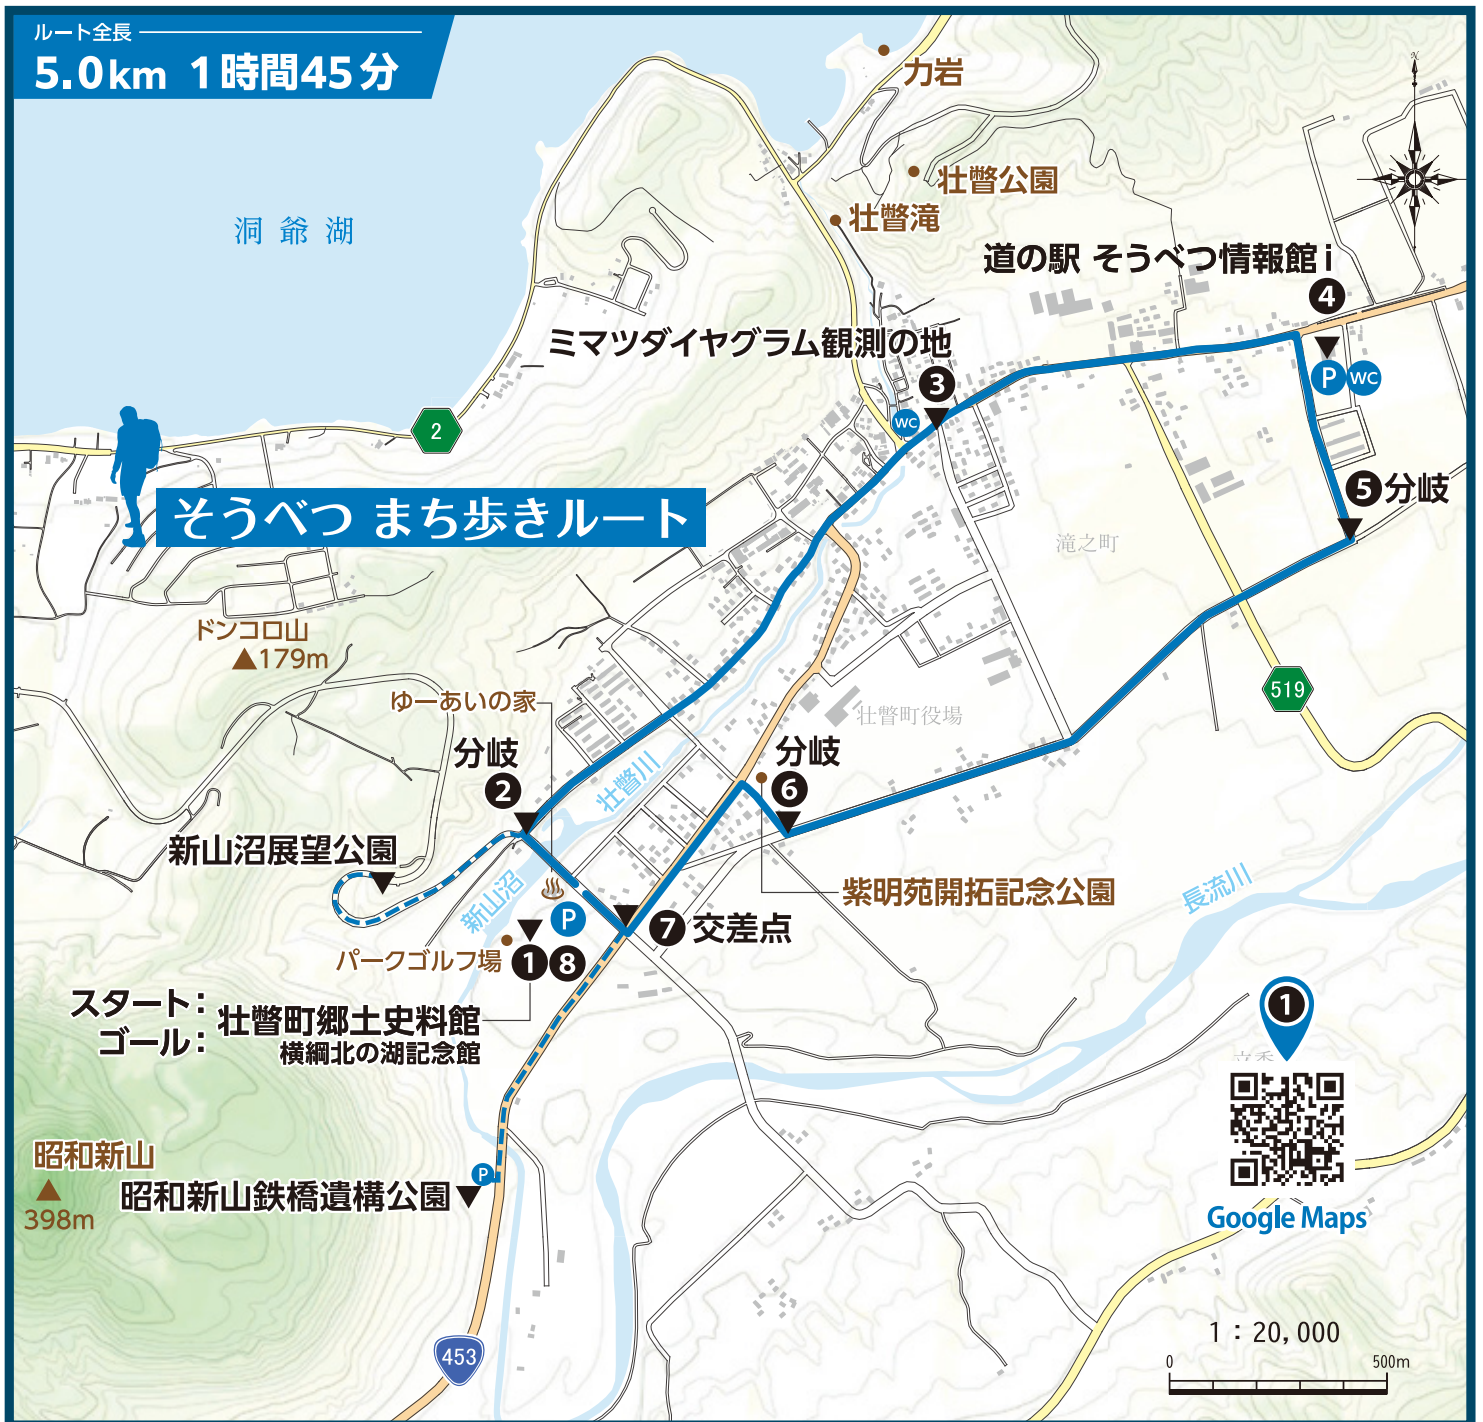 ルート全長
5.0km 1時間45分
N
力岩
壮瞥公園
壮瞥滝
洞爺湖
道の駅 そうべつ情報館i
4
ミマツダイヤグラム観測の地
3
P
WC
WC
2
そうべつ まち歩きルート
5 分岐
滝之町
ドンコロ山
179m
519
ゆーあいの家
壮瞥町役場
分岐
2
分岐
6
壮瞥川
新山沼展望公園
新山沼
紫明苑開拓記念公園
長流川
P
7 交差点
パークゴルフ場
1 8
スタート:
ゴール:
壮瞥町郷土史料館
横綱北の湖記念館
1
昭和新山
398m
P
昭和新山鉄橋遺構公園
Google Maps
453
1:20,000
0
500m